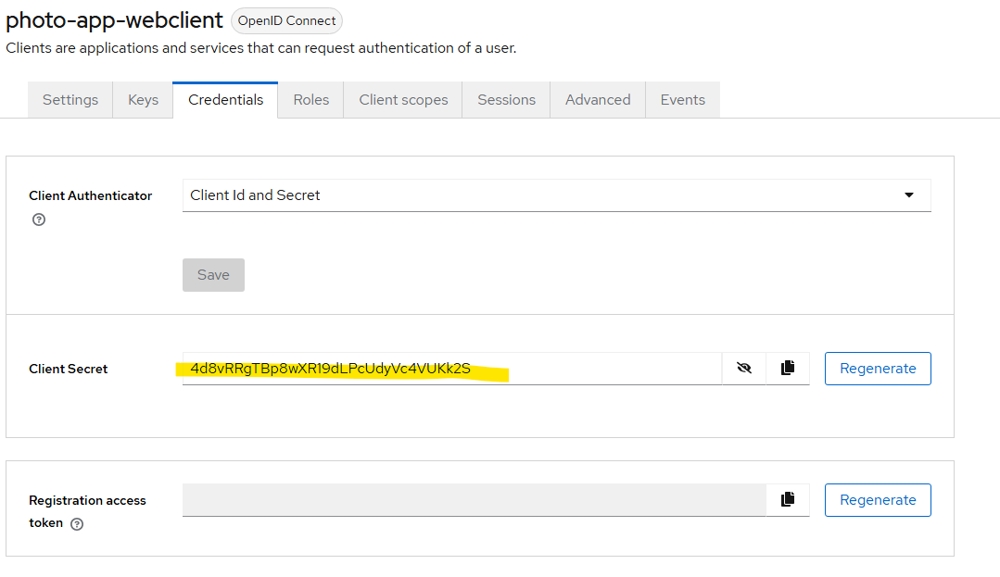 photo-app-webclient OpenID Connect
Clients are applications and services that can request authentication of a user.
Settings Keys Credentials Roles Client scopes Sessions Advanced Events
Client Authenticator Client Id and Secret
Save
Client Secret 4d8vRRgTBp8wXR19dLPcUdyVc4VUKk2S Regenerate
Registration access Regenerate
token